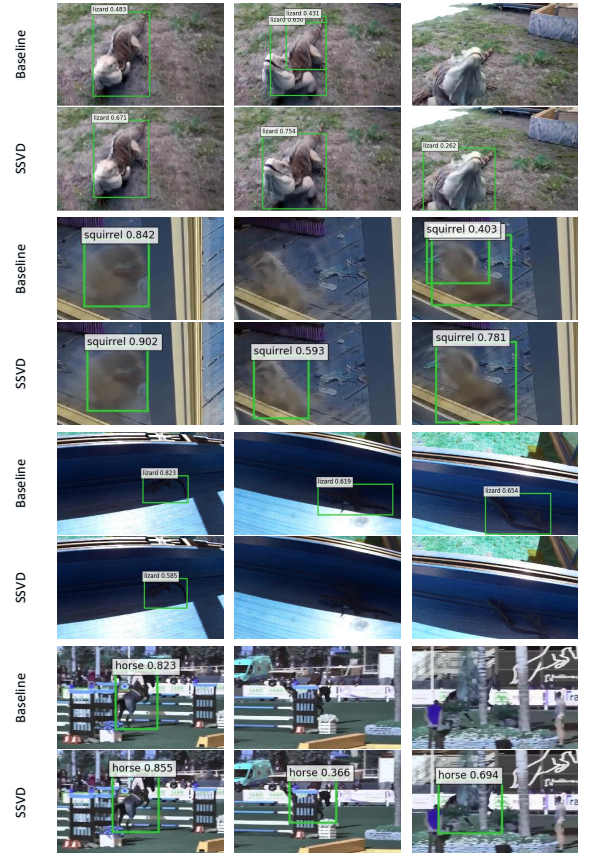 Baseline
lizard 0.483
lizard 0.431
lizard 0.650
SSVD
lizard 0.671
lizard 0.754
lizard 0.262
Baseline
squirrel 0.842
squirrel 0.403
SSVD
squirrel 0.902
squirrel 0.593
squirrel 0.781
Baseline
lizard 0.823
lizard 0.619
lizard 0.654
SSVD
lizard 0.585
Baseline
horse 0.823
SSVD
horse 0.855
horse 0.366
horse 0.694